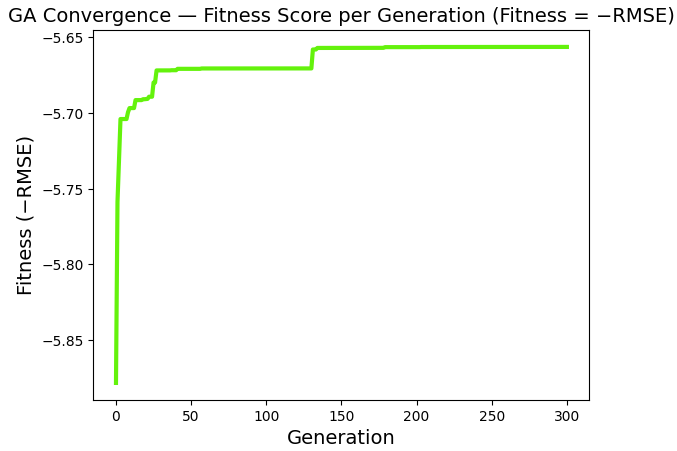 GA Convergence — Fitness Score per Generation (Fitness = −RMSE)
−5.65
−5.70
−5.75
−5.80
−5.85
Fitness (−RMSE)
0 50 100 150 200 250 300
Generation